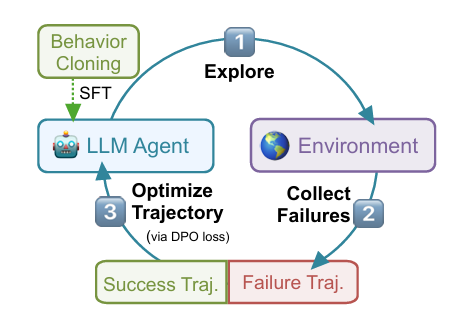 Behavior
Cloning
SFT
1
Explore
LLM Agent
Environment
Optimize
Trajectory
(via DPO loss)
3
Collect
Failures
2
Success Traj.
Failure Traj.